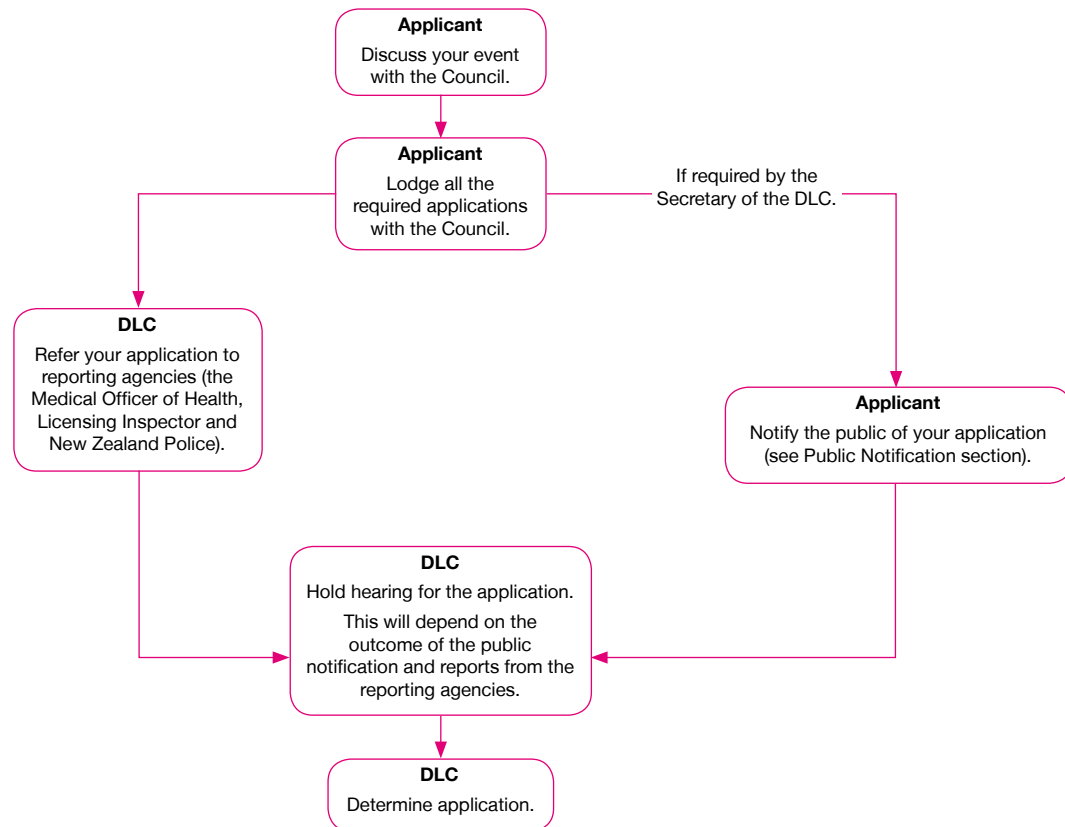 Applicant
Discuss your event
with the Council.
Applicant
Lodge all the
required applications
with the Council.
If required by the
Secretary of the DLC.
DLC
Refer your application to
reporting agencies (the
Medical Officer of Health,
Licensing Inspector and
New Zealand Police).
Applicant
Notify the public of your application
(see Public Notification section).
DLC
Hold hearing for the application.
This will depend on the
outcome of the public
notification and reports from the
reporting agencies.
DLC
Determine application.